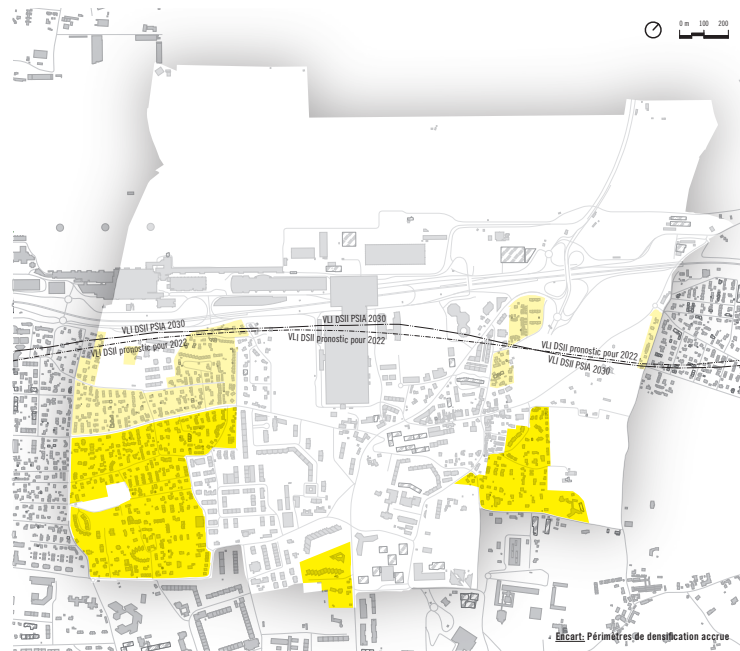 0 m 100 200
VLI DSII PSIA 2030
VLI DSII pronostic pour 2022
VLI DSII PSIA 2030
VLI DSII pronostic pour 2022
VLI DSII pronostic pour 2022
VLI DSII PSIA 2030
Encart: Périmètres de densification accrue